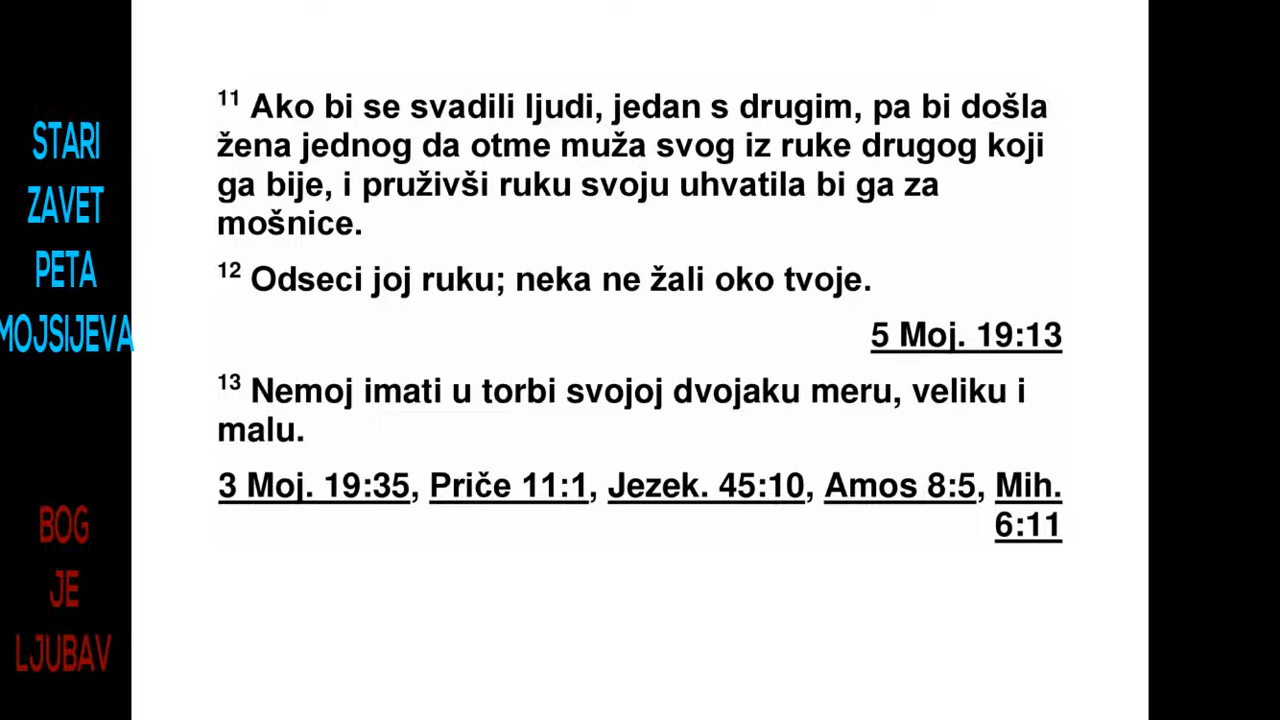 STARI
ZAVET
PETA
MOJSIJEVA
BOG
JE
LJUBAV
11 Ako bi se svadili ljudi, jedan s drugim, pa bi došla
žena jednog da otme muža svog iz ruke drugog koji
ga bije, i pruživši ruku svoju uhvatila bi ga za
mošnice.
12 Odseci joj ruku; neka ne žali oko tvoje.
5 Moj. 19:13
13 Nemoj imati u torbi svojoj dvojaku meru, veliku i
malu.
3 Moj. 19:35, Priče 11:1, Jezek. 45:10, Amos 8:5, Mih.
6:11